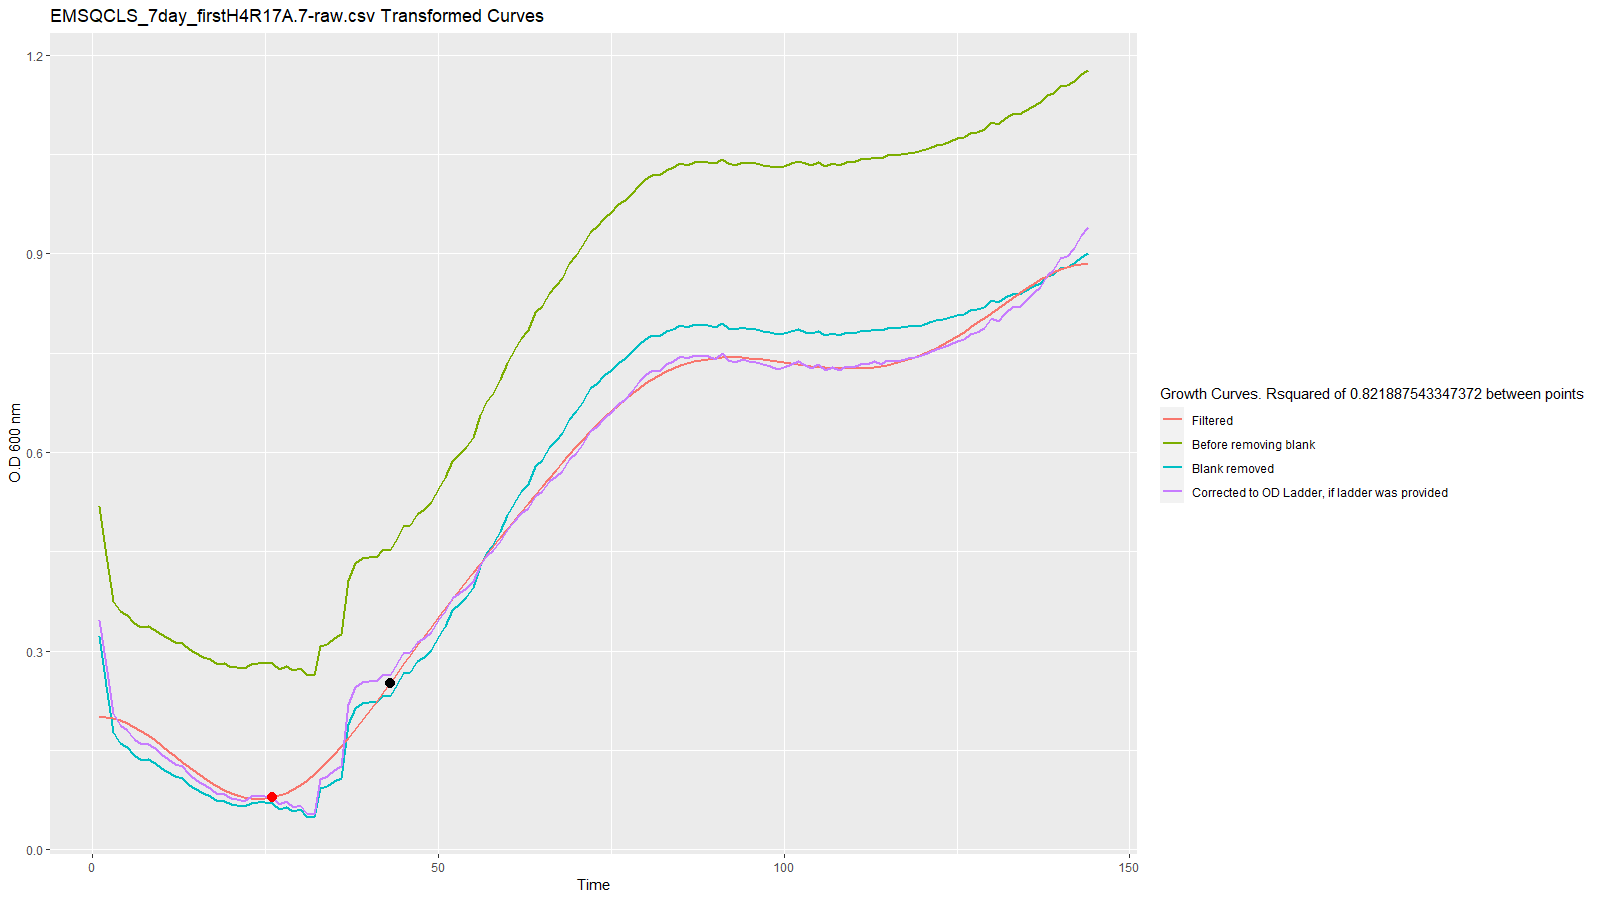 EMSQCLS_7day_firstH4R17A.7-raw.csv Transformed Curves
1.2
0.9
0.6
0.3
0.0
O.D 600 nm
0
50
100
150
Time
Growth Curves. Rsquared of 0.821887543347372 between points
Filtered
Before removing blank
Blank removed
Corrected to OD Ladder, if ladder was provided